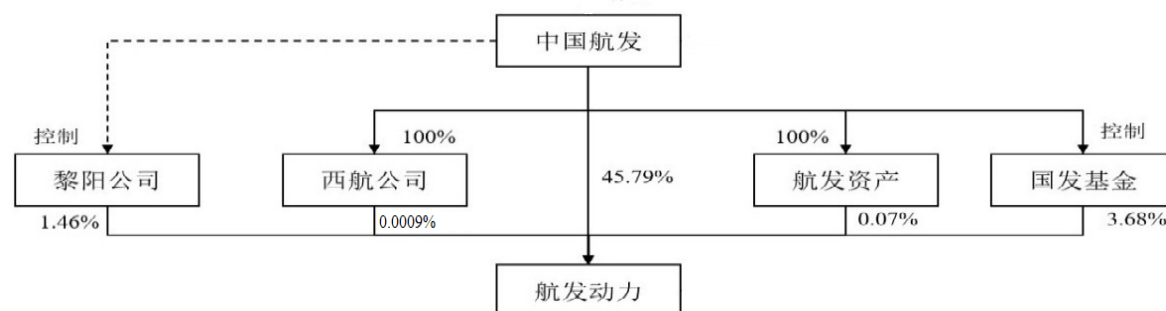 中国航发
控制
100%
100%
控制
黎阳公司
西航公司
45.79%
航发资产
国发基金
1.46%
0.0009%
0.07%
3.68%
航发动力